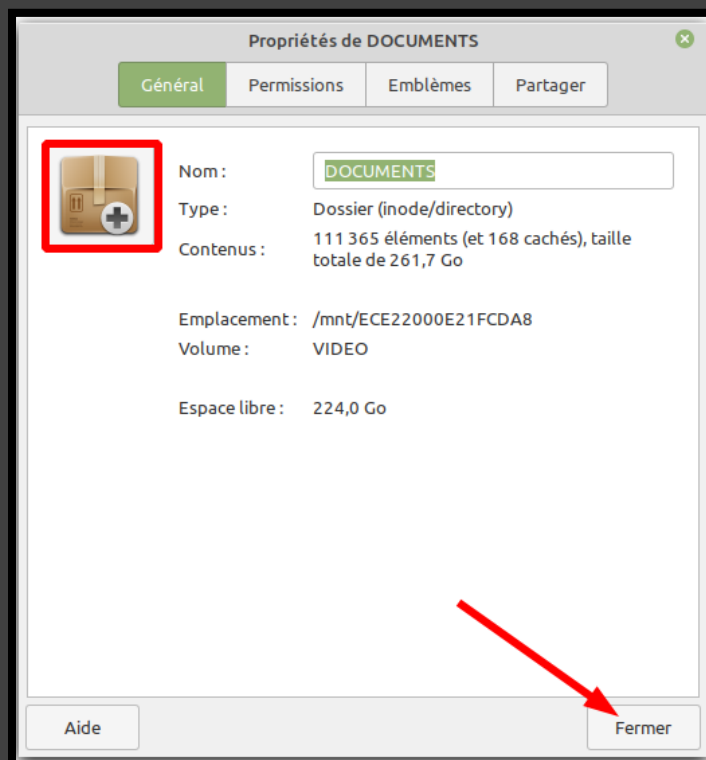 Propriétés de DOCUMENTS
Général Permissions Emblèmes Partager
Nom : DOCUMENTS
Type : Dossier (inode/directory)
Contenus : 111 365 éléments (et 168 cachés), taille
totale de 261,7 Go
Emplacement : /mnt/ECE22000E21FCDA8
Volume : VIDEO
Espace libre : 224,0 Go
Aide Fermer